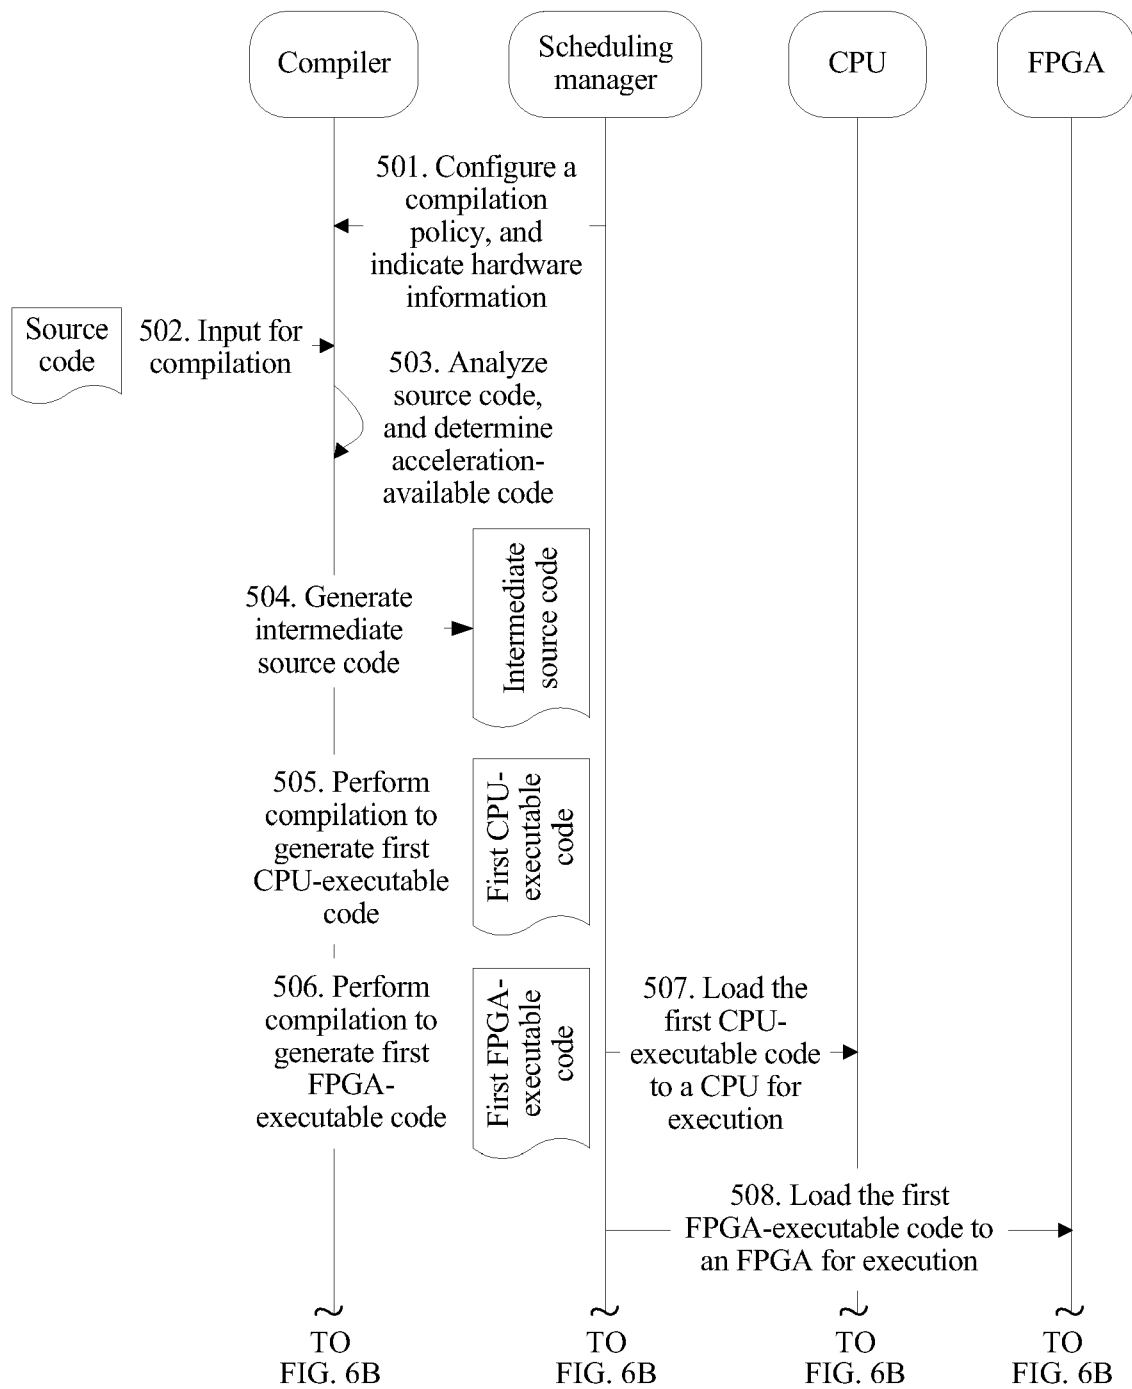 Compiler
Scheduling
manager
CPU
FPGA
501. Configure a
compilation
policy, and
indicate hardware
information
Source
code
502. Input for
compilation
503. Analyze
source code,
and determine
acceleration-
available code
504. Generate
intermediate
source code
Intermediate
source code
505. Perform
compilation to
generate first
CPU-executable
code
First CPU-
executable
code
506. Perform
compilation to
generate first
FPGA-
executable code
First FPGA-
executable
code
507. Load the
first CPU-
executable code
to a CPU for
execution
508. Load the first
FPGA-executable code to
an FPGA for execution
TO
FIG. 6B
TO
FIG. 6B
TO
FIG. 6B
TO
FIG. 6B